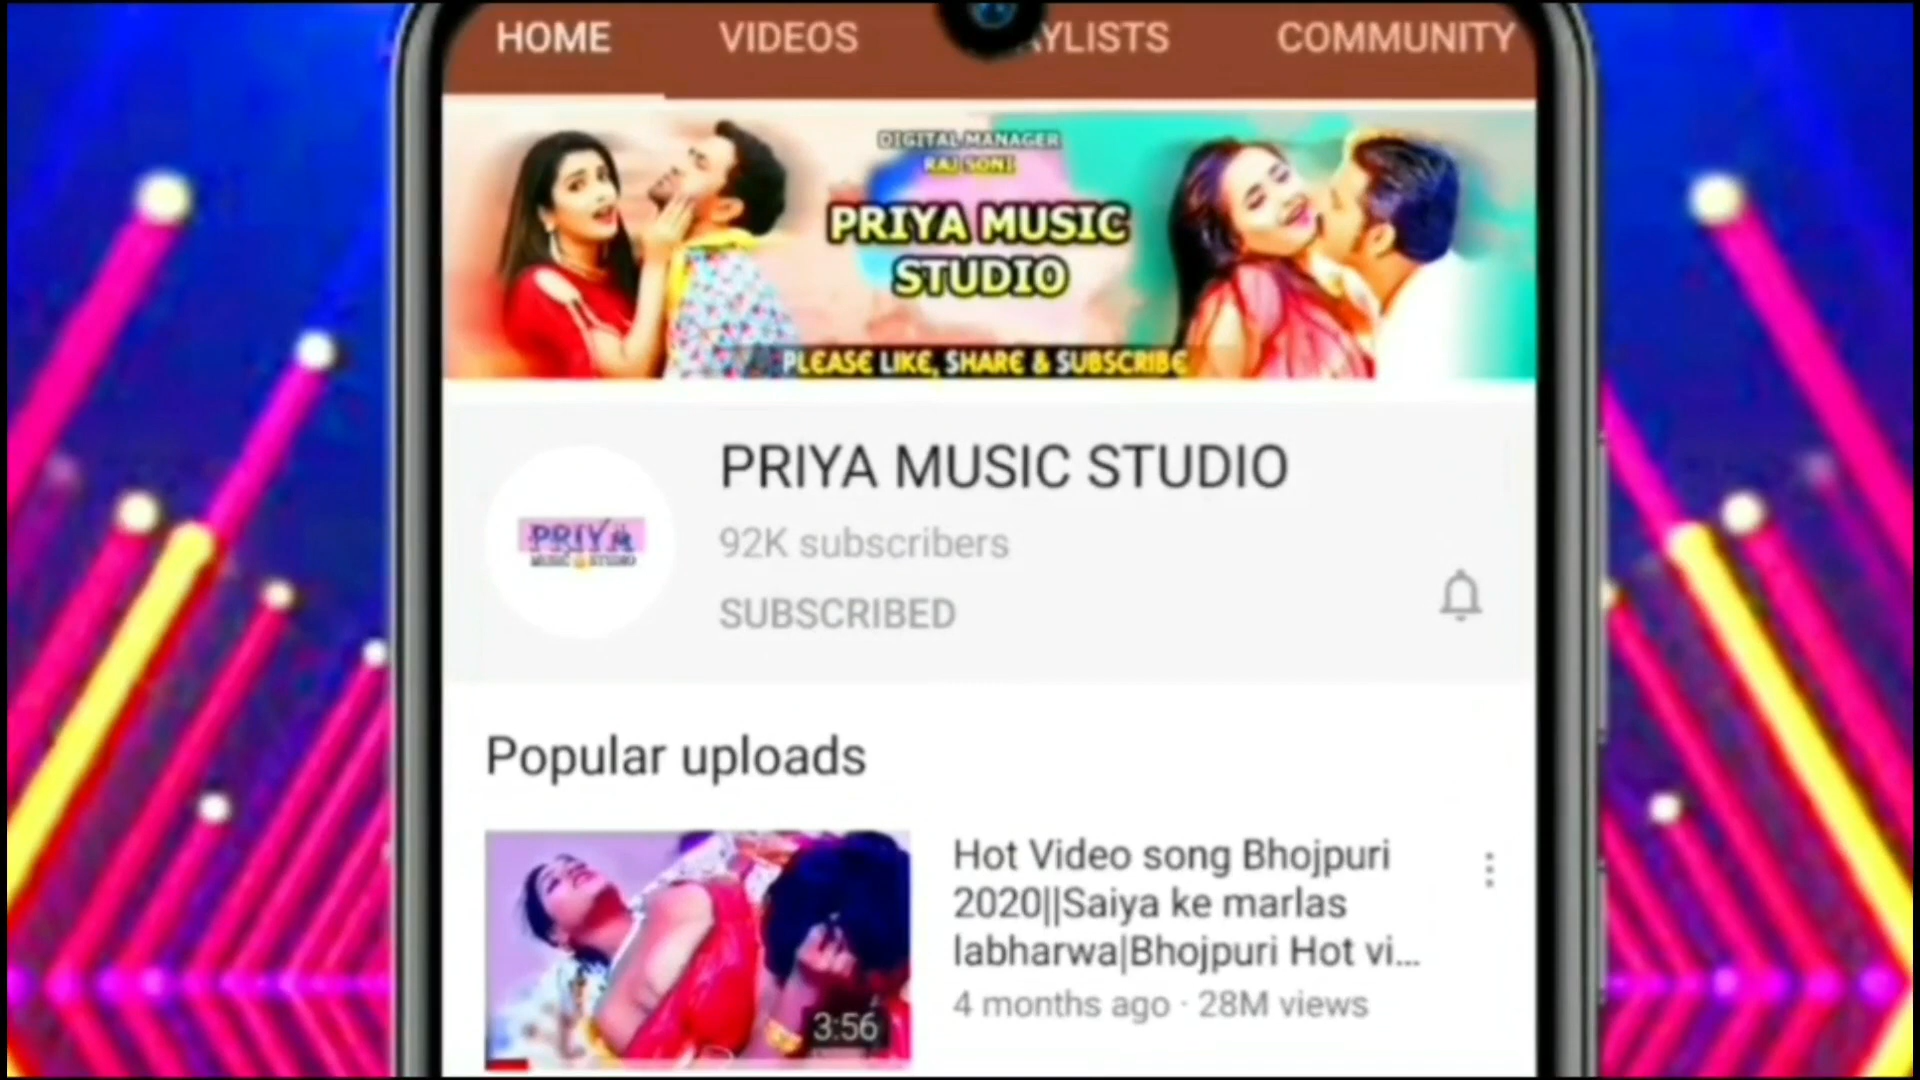 HOME VIDEOS YLISTS COMMUNITY
DIGITAL MANAGER
RAJ SONI
PRIYA MUSIC
STUDIO
PLEASE LIKE, SHARE & SUBSCRIBE
PRIYA MUSIC STUDIO
92K subscribers
SUBSCRIBED
PRIYA
MUSIC STUDIO
Popular uploads
Hot Video song Bhojpuri
2020||Saiya ke marlas
labharwa|Bhojpuri Hot vi...
4 months ago · 28M views
3:56